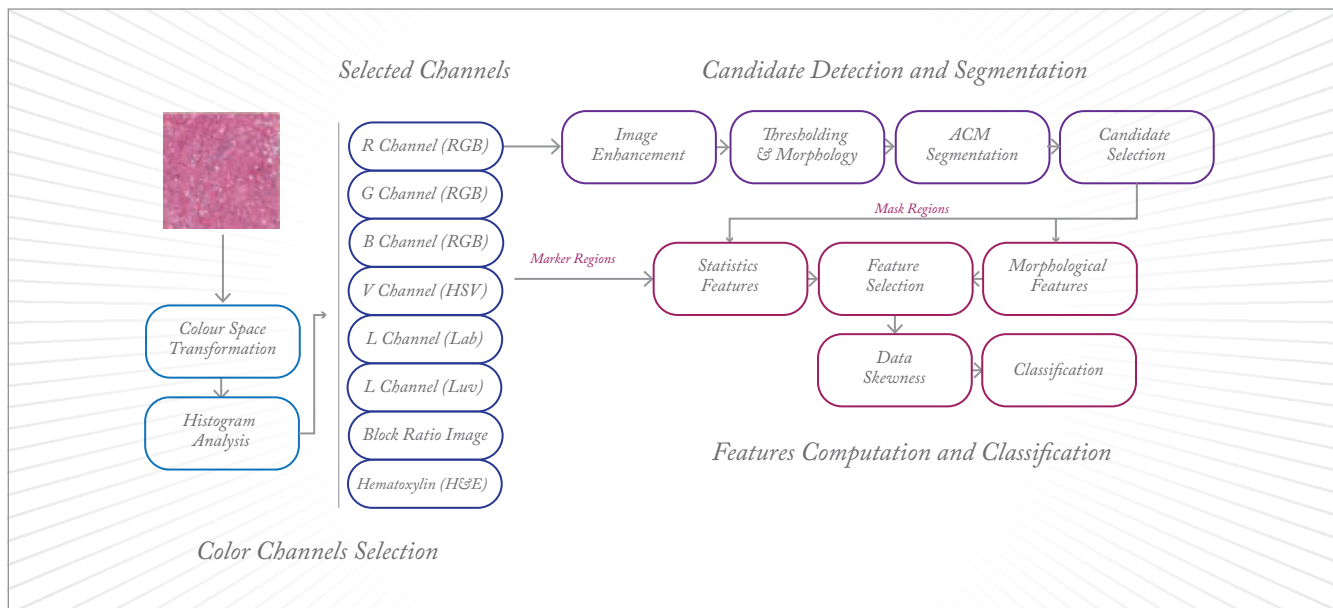 Selected Channels
Candidate Detection and Segmentation
R Channel (RGB)
G Channel (RGB)
B Channel (RGB)
V Channel (HSV)
L Channel (Lab)
L Channel (Luv)
Block Ratio Image
Hematoxylin (H&E)
Image
Enhancement
Thresholding
& Morphology
ACM
Segmentation
Candidate
Selection
Mask Regions
Marker Regions
Statistics
Features
Feature
Selection
Morphological
Features
Colour Space
Transformation
Histogram
Analysis
Data
Skewness
Classification
Features Computation and Classification
Color Channels Selection